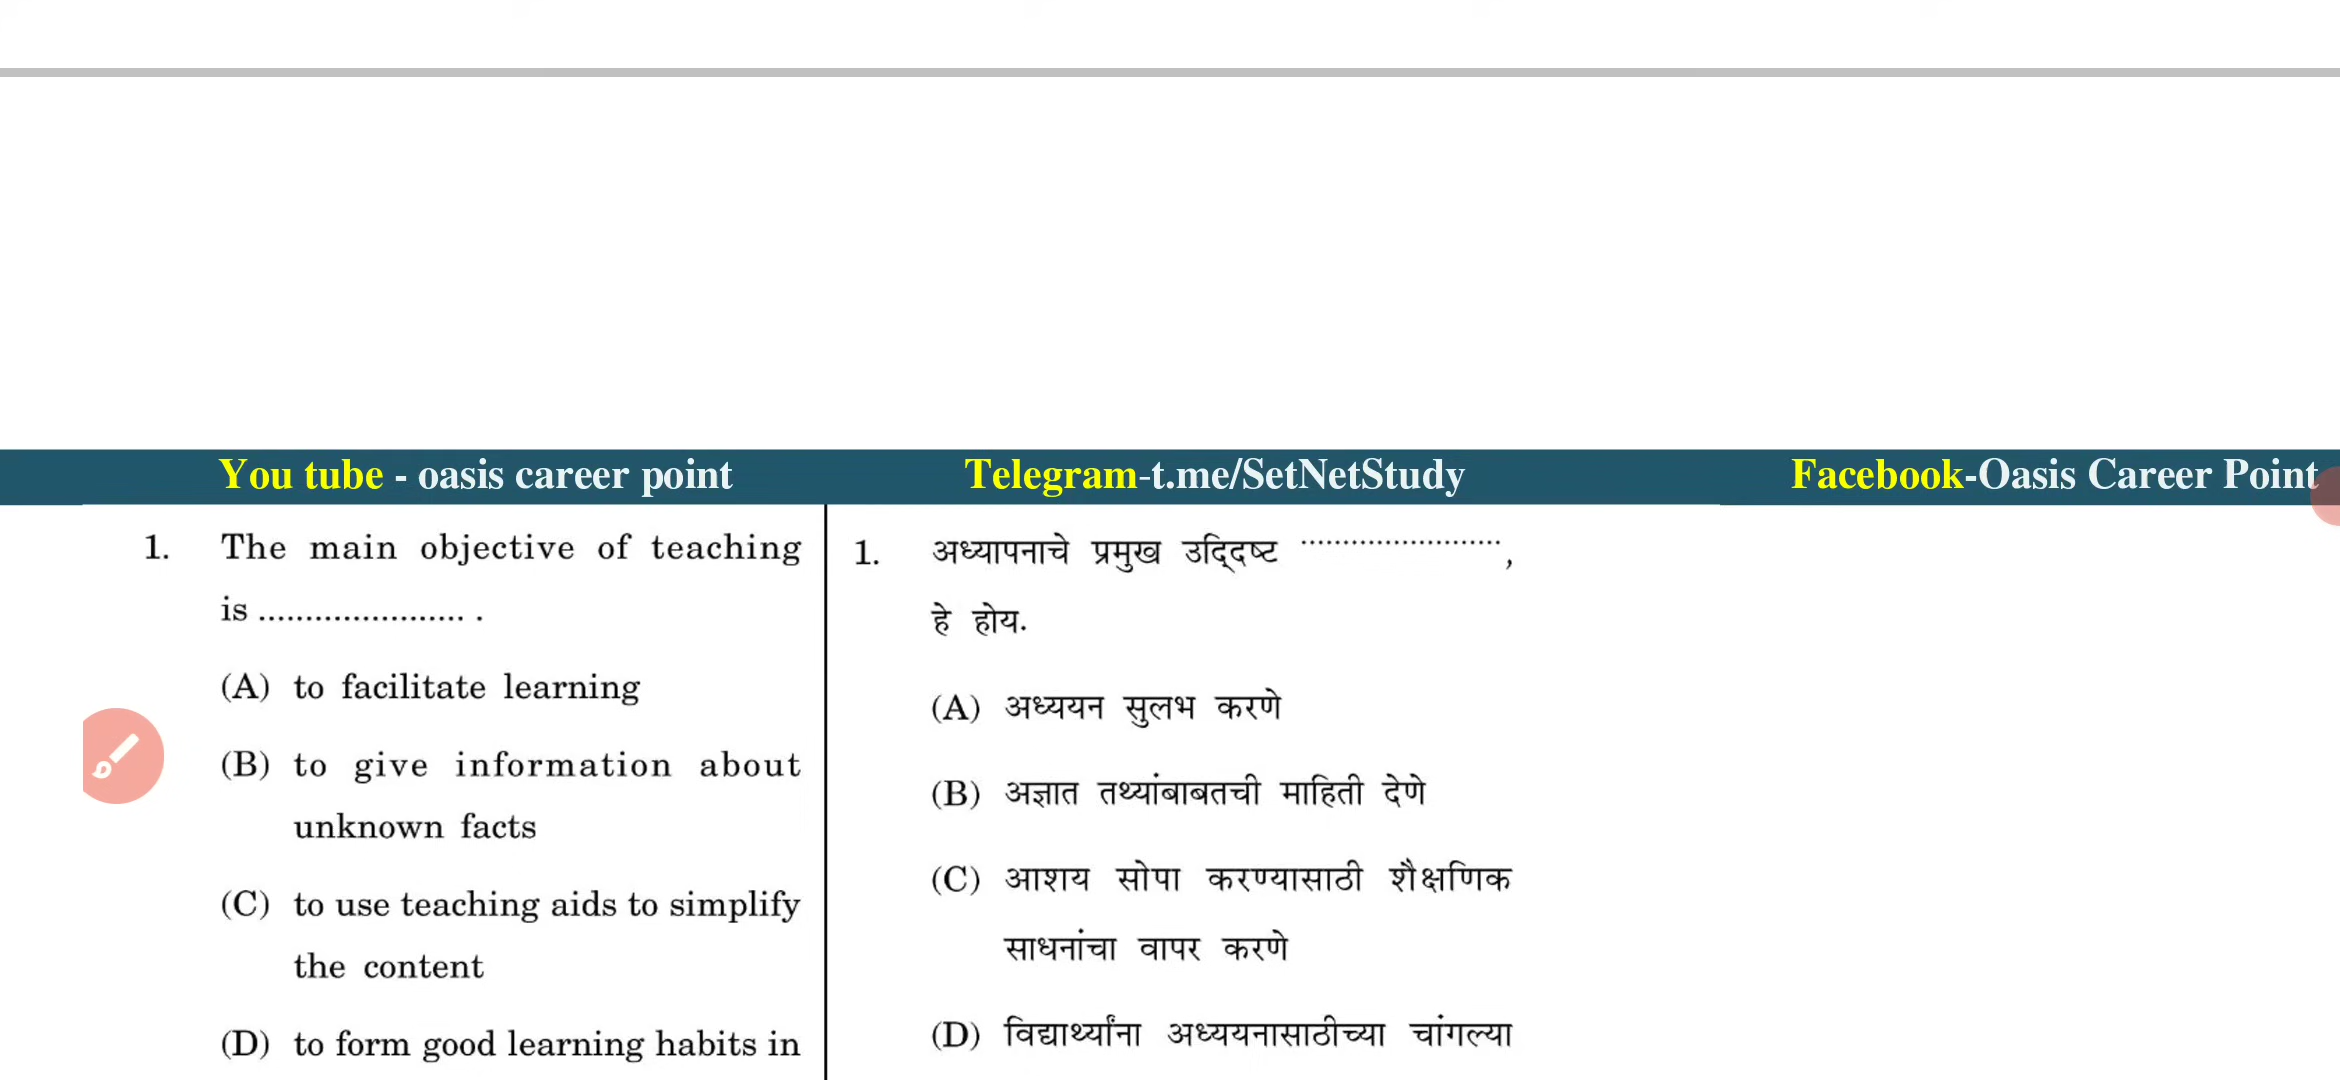 You tube - oasis career point
Telegram-t.me/SetNetStudy
Facebook-Oasis Career Point
1. The main objective of teaching
is ...................... .
(A) to facilitate learning
(B) to give information about
unknown facts
(C) to use teaching aids to simplify
the content
(D) to form good learning habits in
1. अध्यापनाचे प्रमुख उद्दिष्ट ........................ ,
हे होय.
(A) अध्ययन सुलभ करणे
(B) अज्ञात तथ्यांबाबतची माहिती देणे
(C) आशय सोपा करण्यासाठी शैक्षणिक
साधनांचा वापर करणे
(D) विद्यार्थ्यांना अध्ययनासाठीच्या चांगल्या